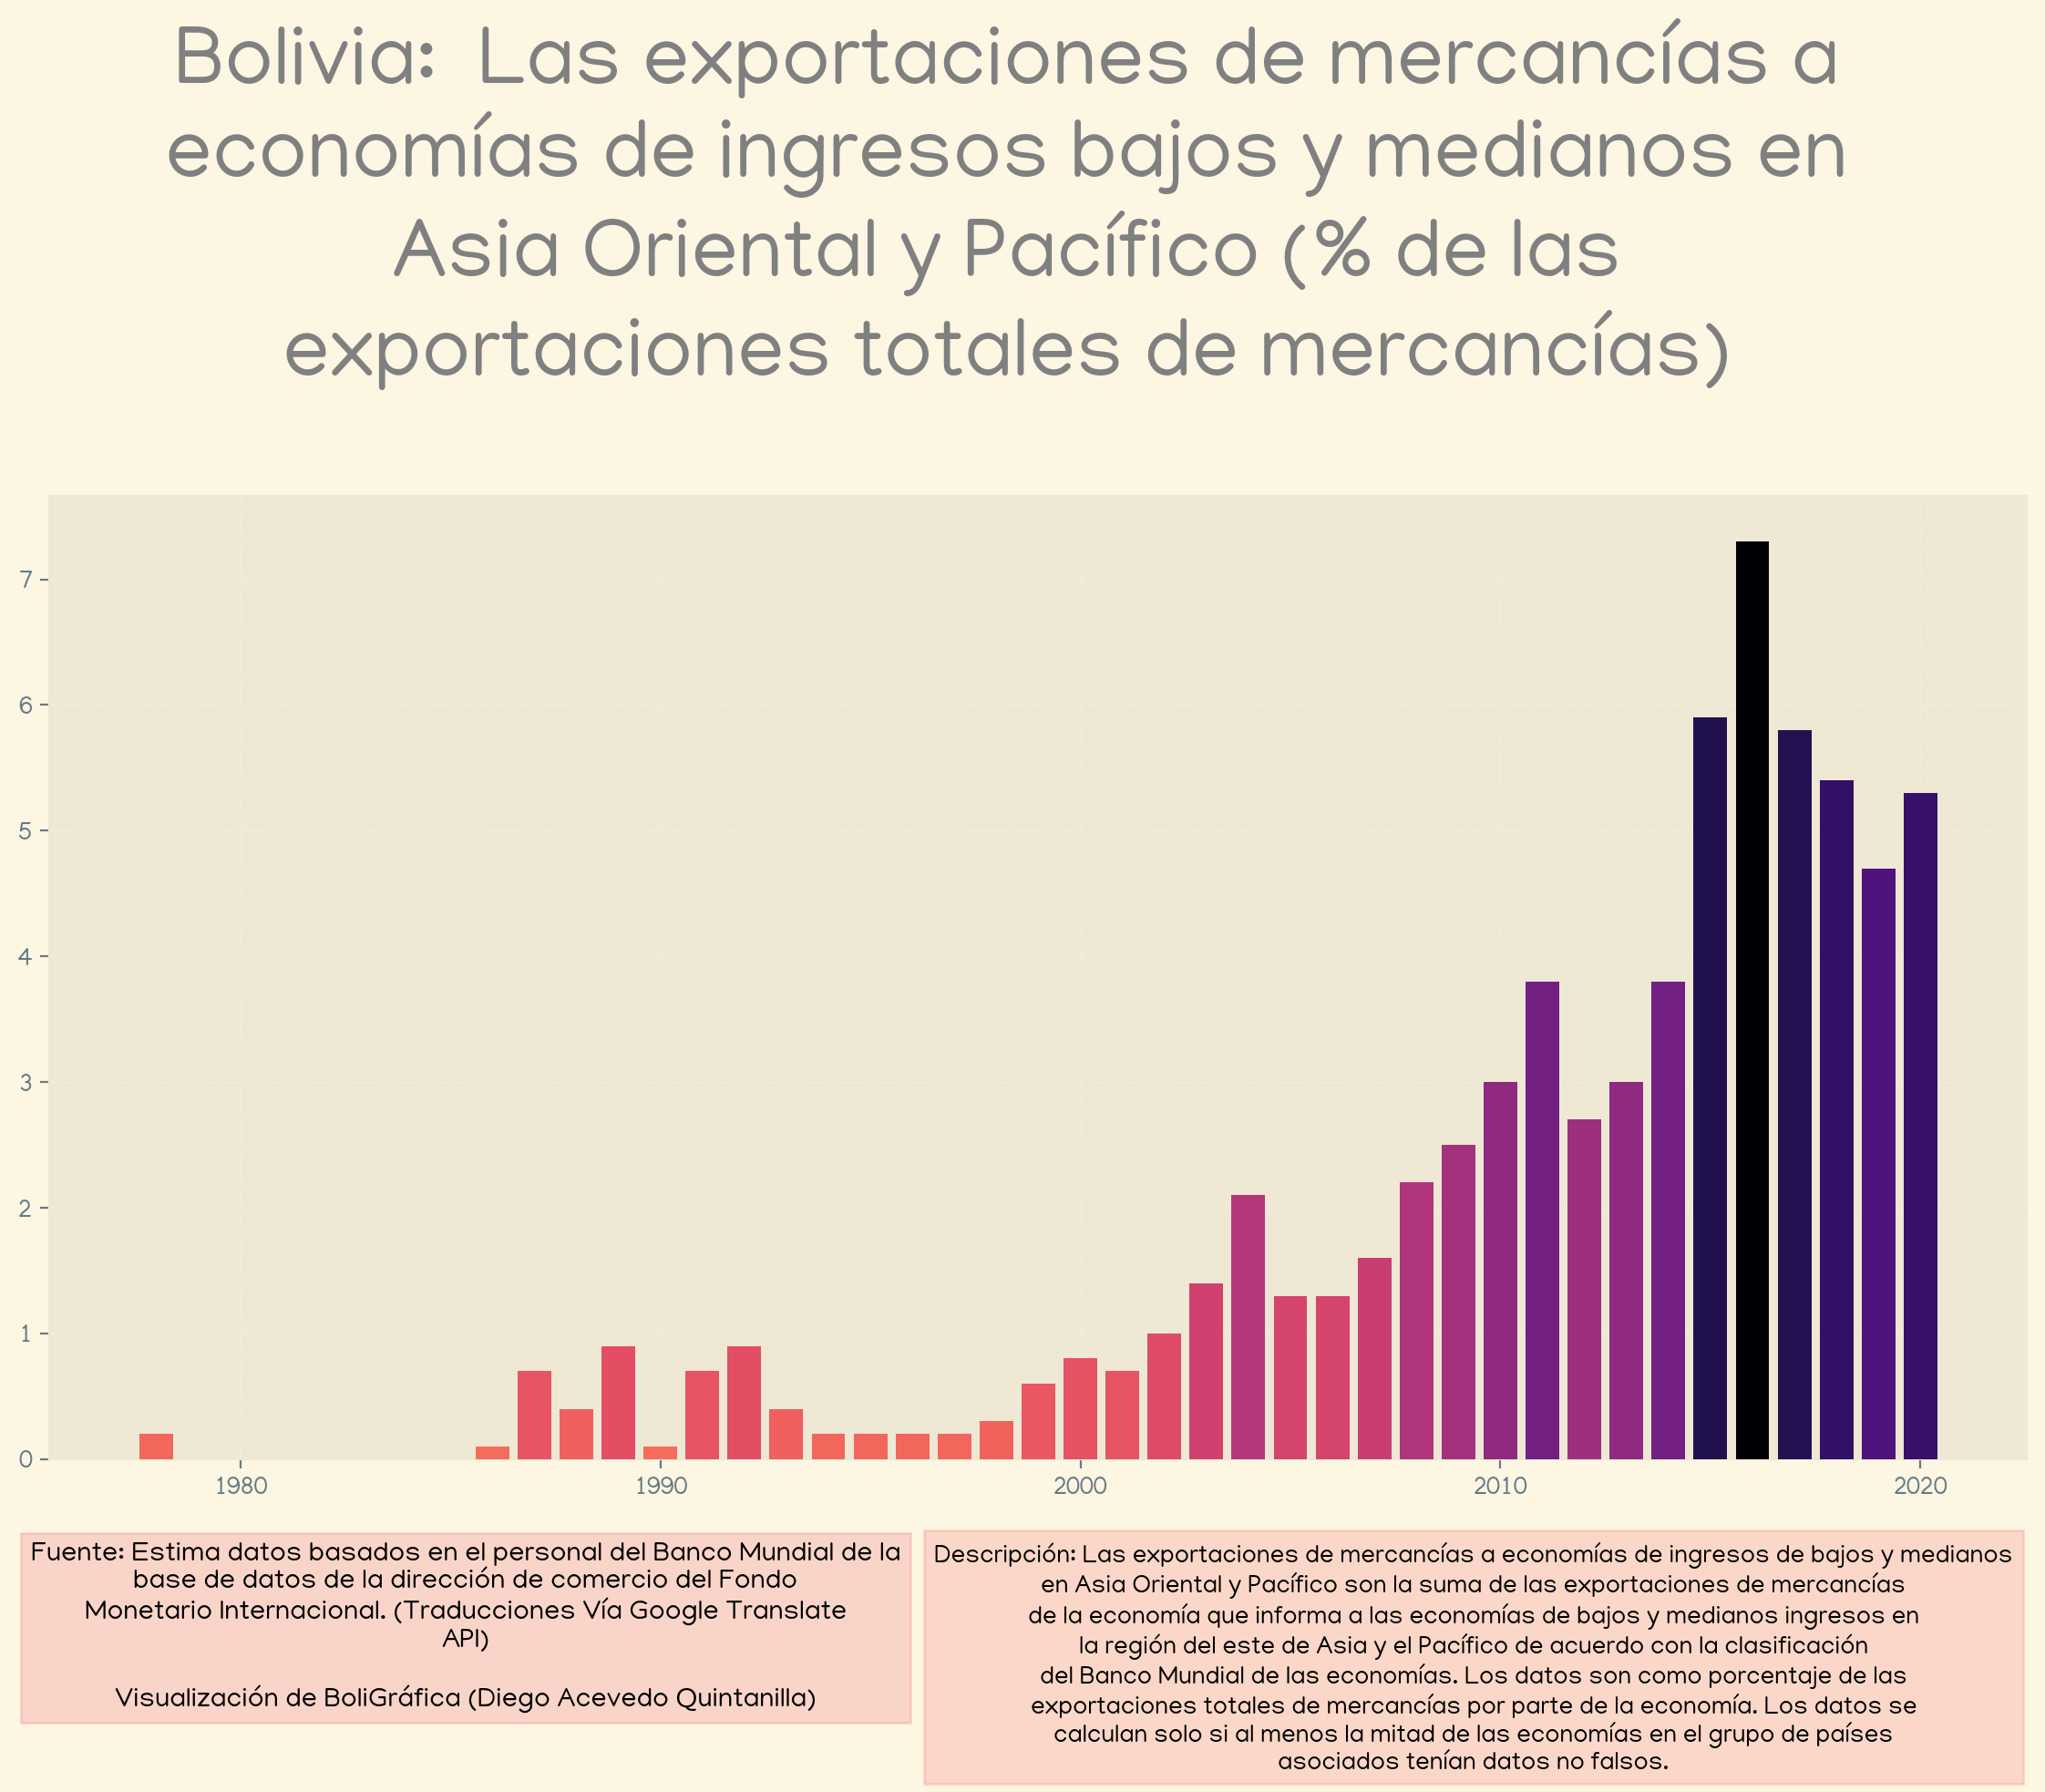 Bolivia: Las exportaciones de mercancías a
economías de ingresos bajos y medianos en
Asia Oriental y Pacífico (% de las
exportaciones totales de mercancías)
7
6
5
4
3
2
1
0
1980
1990
2000
2010
2020
Fuente: Estima datos basados en el personal del Banco Mundial de la
base de datos de la dirección de comercio del Fondo
Monetario Internacional. (Traducciones Vía Google Translate
API)
Visualización de BoliGráfica (Diego Acevedo Quintanilla)
Descripción: Las exportaciones de mercancías a economías de ingresos de bajos y medianos
en Asia Oriental y Pacífico son la suma de las exportaciones de mercancías
de la economía que informa a las economías de bajos y medianos ingresos en
la región del este de Asia y el Pacífico de acuerdo con la clasificación
del Banco Mundial de las economías. Los datos son como porcentaje de las
exportaciones totales de mercancías por parte de la economía. Los datos se
calculan solo si al menos la mitad de las economías en el grupo de países
asociados tenían datos no falsos.